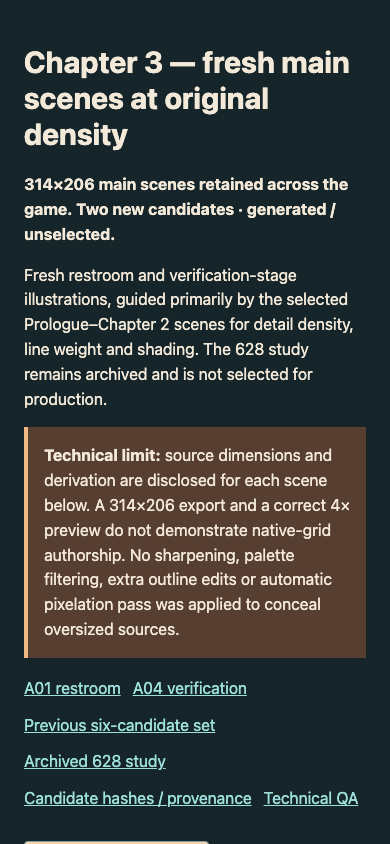 Chapter 3 — fresh main
scenes at original
density
314×206 main scenes retained across the
game. Two new candidates · generated /
unselected.
Fresh restroom and verification-stage
illustrations, guided primarily by the selected
Prologue–Chapter 2 scenes for detail density,
line weight and shading. The 628 study
remains archived and is not selected for
production.
Technical limit: source dimensions and
derivation are disclosed for each scene
below. A 314×206 export and a correct 4×
preview do not demonstrate native-grid
authorship. No sharpening, palette
filtering, extra outline edits or automatic
pixelation pass was applied to conceal
oversized sources.
A01 restroom A04 verification
Previous six-candidate set
Archived 628 study
Candidate hashes / provenance Technical QA